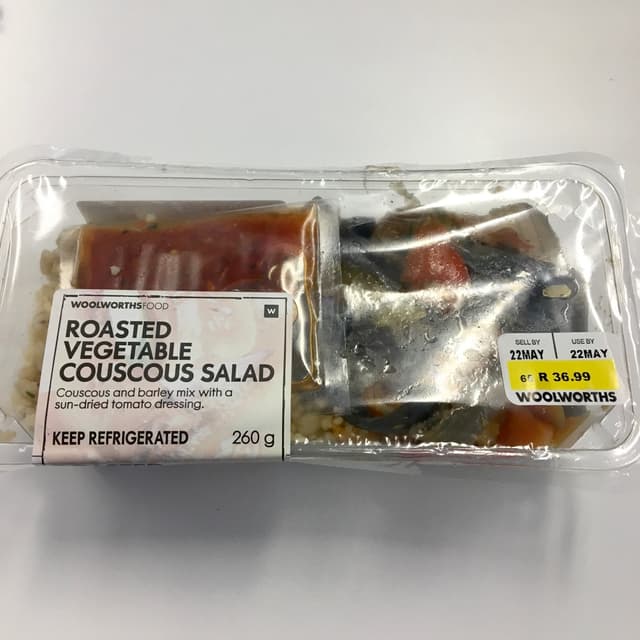 WOOLWORTHSFOOD
W
ROASTED
VEGETABLE
COUSCOUS SALAD
Couscous and barley mix with a
sun-dried tomato dressing.
KEEP REFRIGERATED 260 g
SELL BY USE BY
22MAY 22MAY
R 36.99
WOOLWORTHS